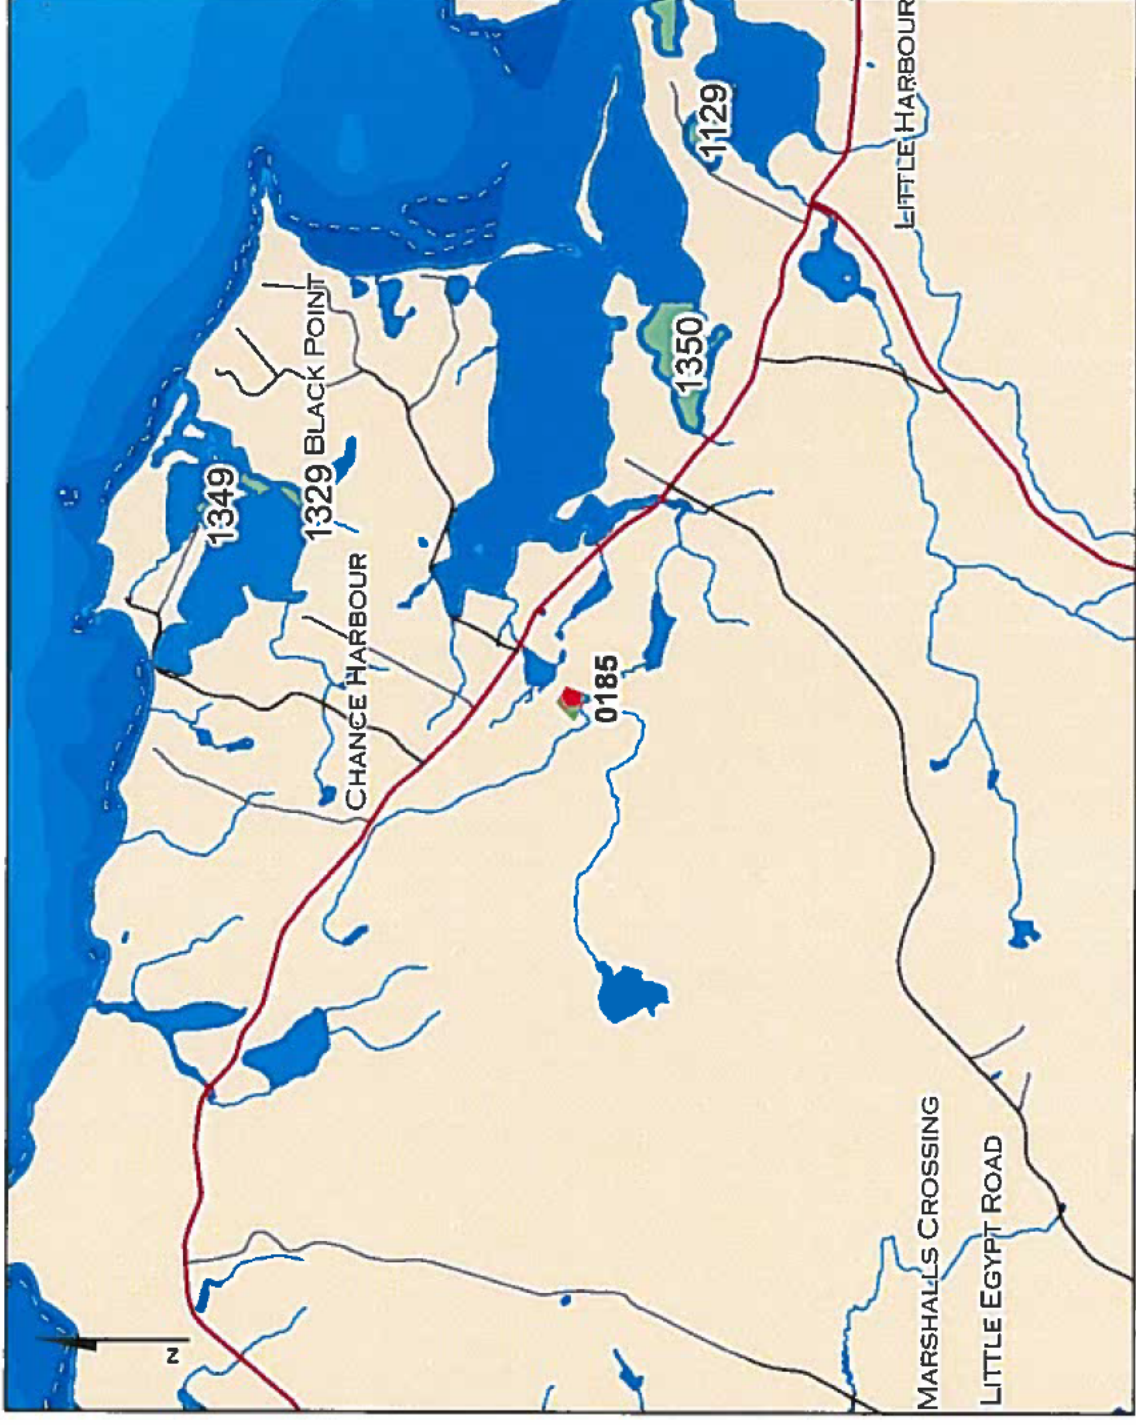 1349
1329
BLACK POINT
CHANCE HARBOUR
0185
1350
1129
LITTLE HARBOUR
MARSHALLS CROSSING
LITTLE EGYPT ROAD
N